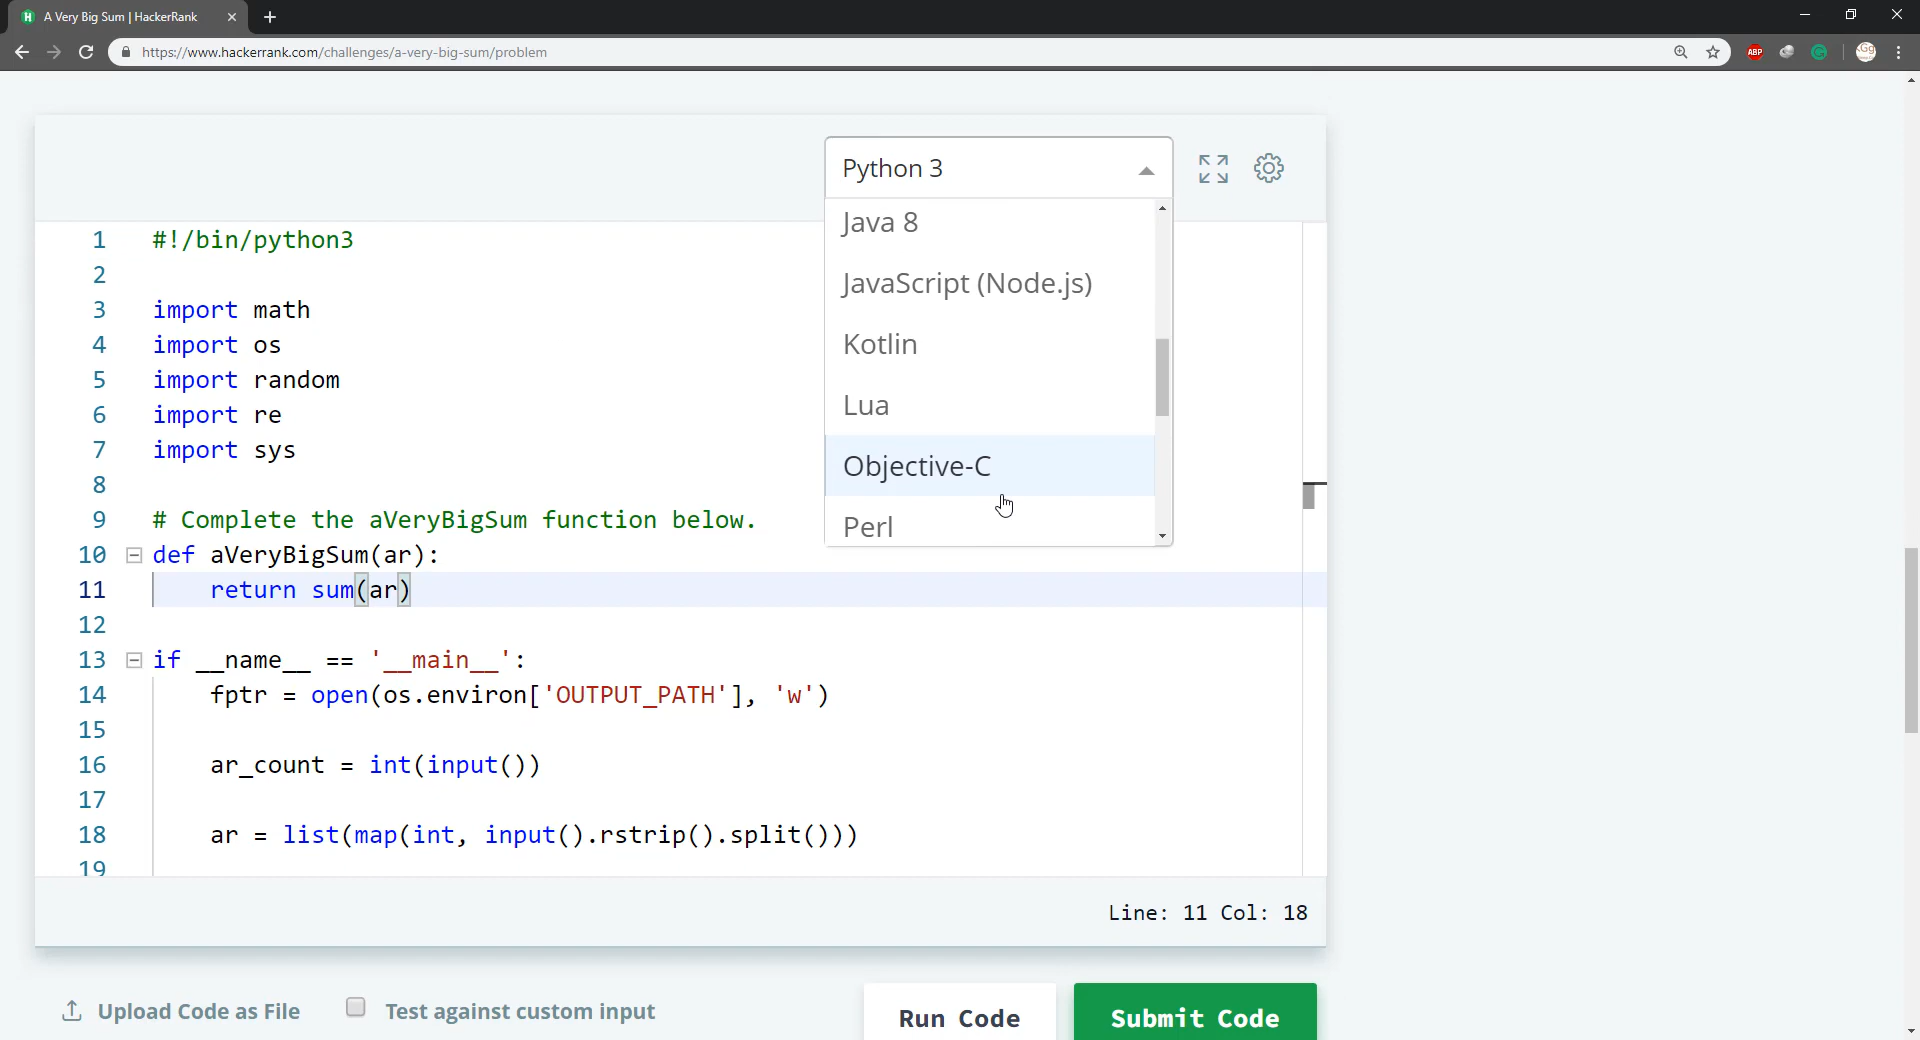 A Very Big Sum | HackerRank
https://www.hackerrank.com/challenges/a-very-big-sum/problem
ABP
Python 3
Java 8
JavaScript (Node.js)
Kotlin
Lua
Objective-C
Perl
1 #!/bin/python3
2
3 import math
4 import os
5 import random
6 import re
7 import sys
8
9 # Complete the aVeryBigSum function below.
10 def aVeryBigSum(ar):
11 return sum(ar)
12
13 if __name__ == '__main__':
14 fptr = open(os.environ['OUTPUT_PATH'], 'w')
15
16 ar_count = int(input())
17
18 ar = list(map(int, input().rstrip().split()))
19
Line: 11 Col: 18
Upload Code as File
Test against custom input
Run Code
Submit Code